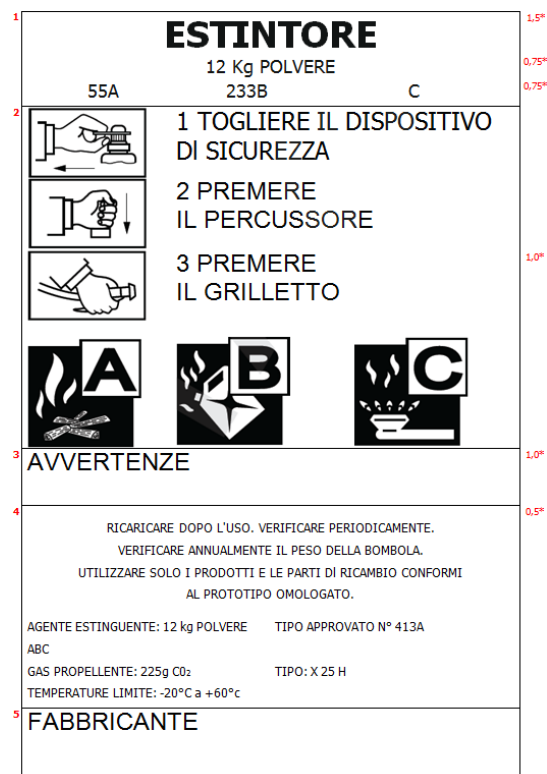 1
1,5*
ESTINTORE
12 Kg POLVERE
0,75*
55A 233B C
0,75*
2
1 TOGLIERE IL DISPOSITIVO
DI SICUREZZA
2 PREMERE
IL PERCUSSORE
3 PREMERE
IL GRILLETTO
1,0*
A B C
3
AVVERTENZE
1,0*
4
0,5*
RICARICARE DOPO L'USO. VERIFICARE PERIODICAMENTE.
VERIFICARE ANNUALMENTE IL PESO DELLA BOMBOLA.
UTILIZZARE SOLO I PRODOTTI E LE PARTI DI RICAMBIO CONFORMI
AL PROTOTIPO OMOLOGATO.
AGENTE ESTINGUENTE: 12 kg POLVERE TIPO APPROVATO N° 413A
ABC
GAS PROPELLENTE: 225g C0₂ TIPO: X 25 H
TEMPERATURE LIMITE: -20°C a +60°c
5
FABBRICANTE